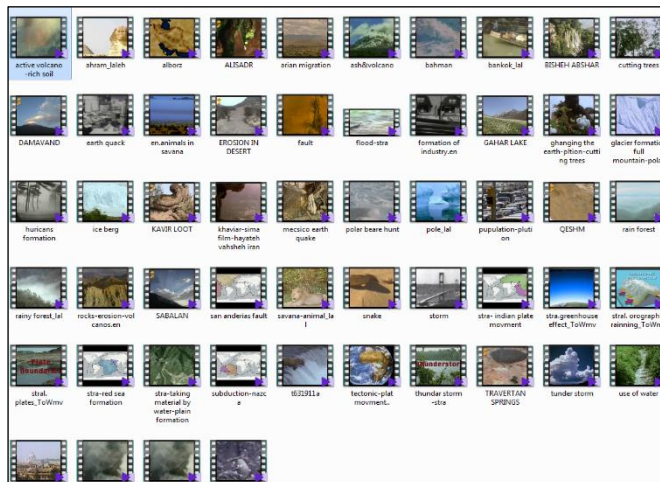 active volcano
-rich soil
ahram_laleh
alborz
ALISADR
arian migration
ash&volcano
bahman
bankok_lal
BISHEH ABSHAR
cutting trees
DAMAVAND
earth quack
en.animals in
savana
EROSION IN
DESERT
fault
flood-stra
formation of
industry.en
GAHAR LAKE
ghanging the
earth-pltion-cutti
ng trees
glacier formation
full
mountain-pola
huricans
formation
ice berg
KAVIR LOOT
khaviar-sima
film-hayateh
vahsheh iran
mecsico earth
quake
polar beare hunt
pole_lal
pupulation-pluti
on
QESHM
rain forest
rainy forest_lal
rocks-erosion-vol
canos.en
SABALAN
san anderias fault
savana-animal_la
l
snake
storm
stra- indian plate
movment
stra.greenhouse
effect_ToWmv
stral. orograph
rainning_ToWm
Plate
Boundaries
stral.
plates_ToWmv
stra-red sea
formation
stra-taking
material by
water-plain
formation
subduction-nazc
a
t631911a
tectonic-plat
movment..
thundar storm
-stra
TRAVERTAN
SPRINGS
tunder storm
use of water